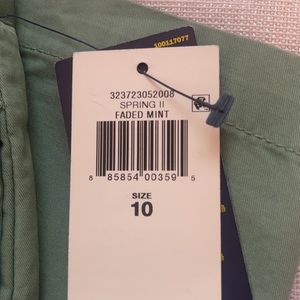 100117077
323723052008
SPRING II
FADED MINT
8 85854 00359 5
SIZE
10